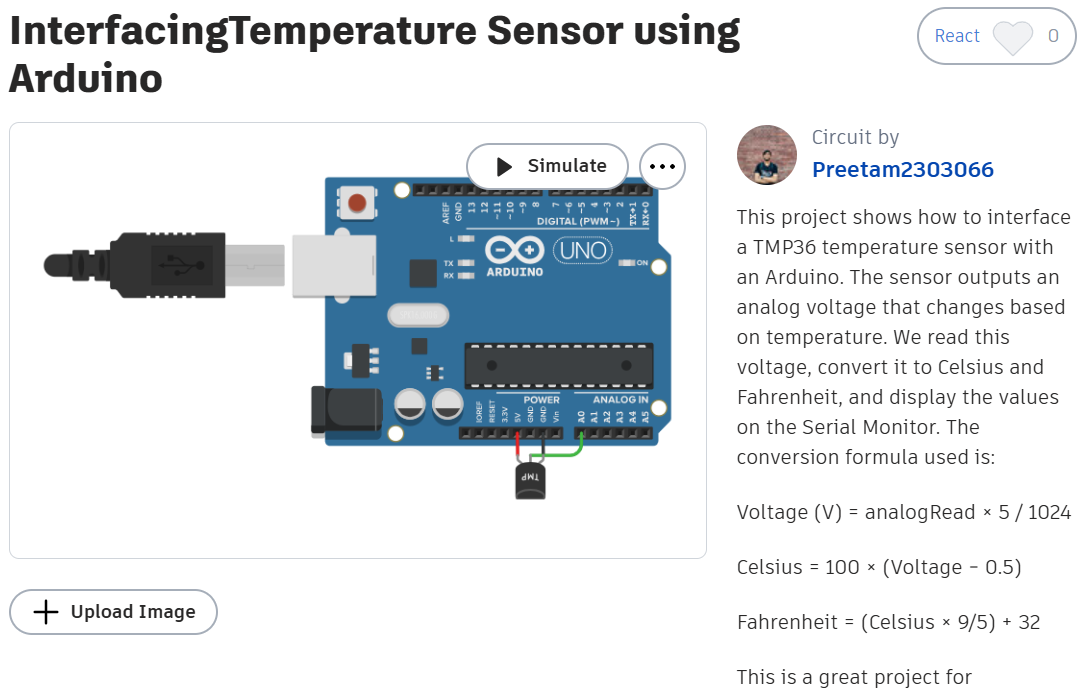 InterfacingTemperature Sensor using
Arduino
React 0
Simulate
Circuit by
Preetam2303066
This project shows how to interface
a TMP36 temperature sensor with
an Arduino. The sensor outputs an
analog voltage that changes based
on temperature. We read this
voltage, convert it to Celsius and
Fahrenheit, and display the values
on the Serial Monitor. The
conversion formula used is:
Voltage (V) = analogRead × 5 / 1024
Celsius = 100 × (Voltage − 0.5)
Fahrenheit = (Celsius × 9/5) + 32
This is a great project for
AREF GND 13 12 ~11 ~10 ~9 8 7 ~6 ~5 4 ~3 2 TX→1 RX←0
DIGITAL (PWM~)
L
TX
RX
ARDUINO
UNO
ON
POWER
ANALOG IN
IOREF RESET 3.3V 5V GND GND Vin A0 A1 A2 A3 A4 A5
TMP
Upload Image